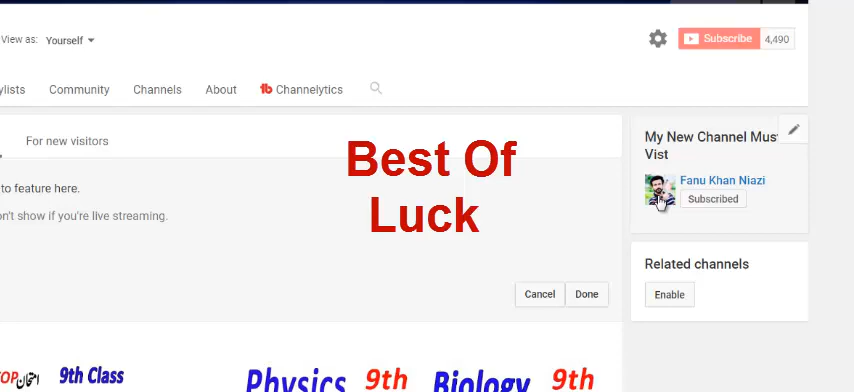 View as: Yourself
Subscribe 4,490
ylists Community Channels About Channelytics
For new visitors
to feature here.
on't show if you're live streaming.
Best Of
Luck
My New Channel Must
Vist
Fanu Khan Niazi
Subscribed
Related channels
Enable
Cancel Done
OP امتحان 9th Class Physics 9th Biology 9th